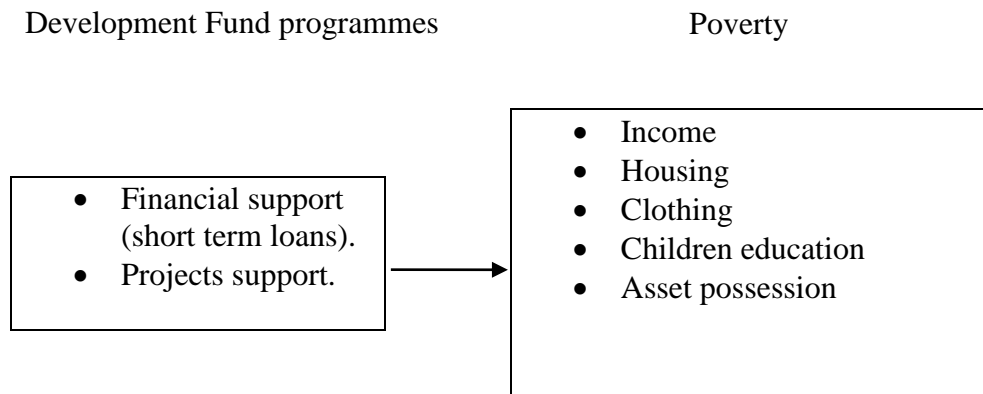 Development Fund programmes
Poverty
• Financial support
(short term loans).
• Projects support.
• Income
• Housing
• Clothing
• Children education
• Asset possession